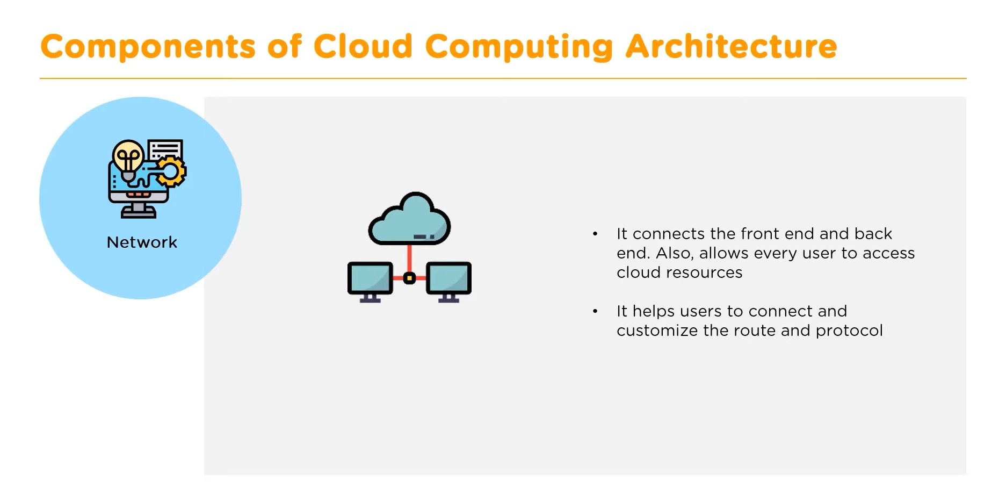 Components of Cloud Computing Architecture
Network
• It connects the front end and back
end. Also, allows every user to access
cloud resources
• It helps users to connect and
customize the route and protocol